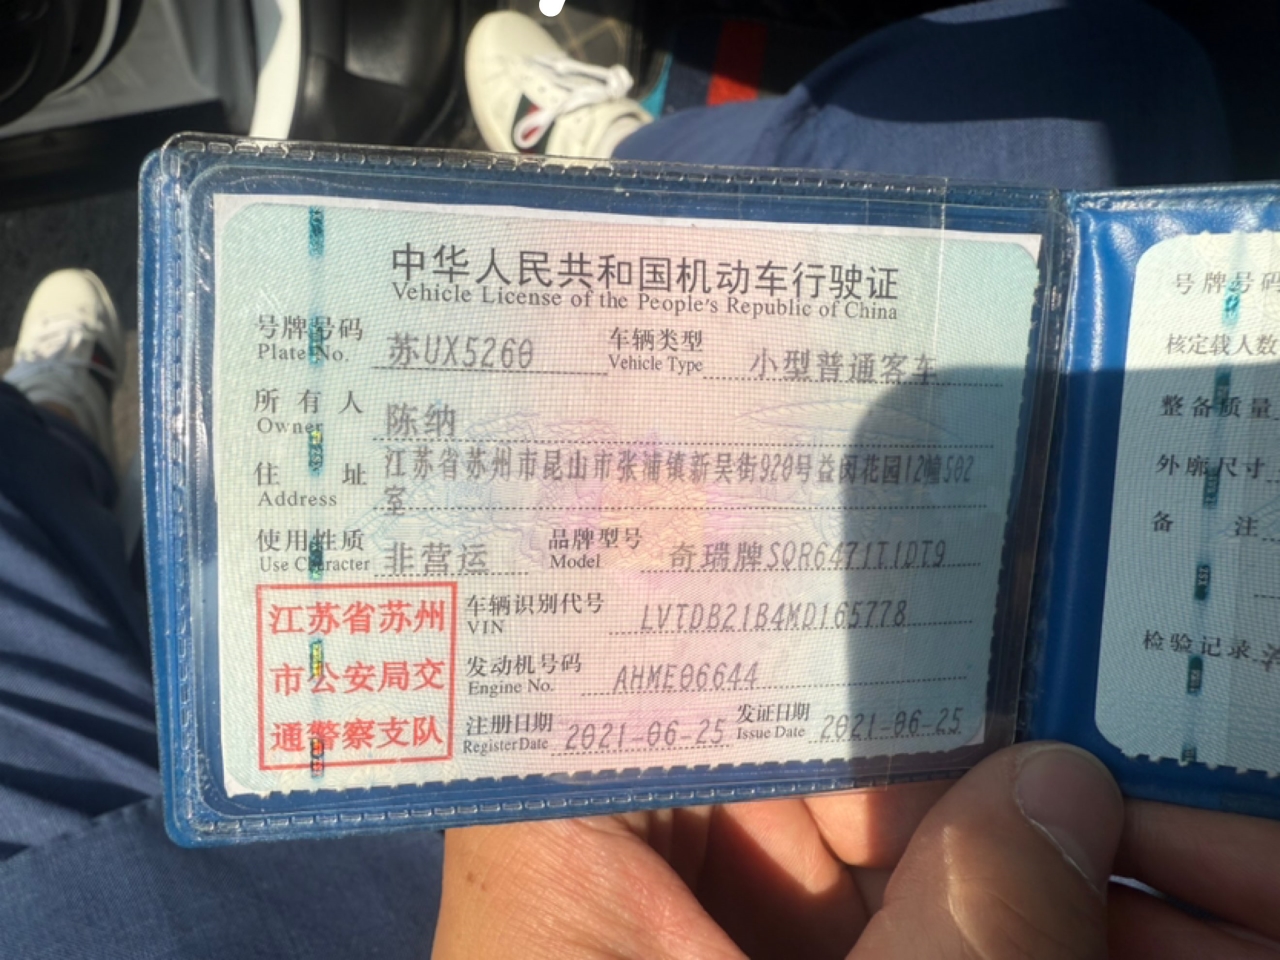 中华人民共和国机动车行驶证
Vehicle License of the People's Republic of China
号牌号码
Plate No.
苏UX5260
车辆类型
Vehicle Type
小型普通客车
所有人
Owner
陈纳
住址
Address
江苏省苏州市昆山市张浦镇新吴街920号益闵花园12幢502
室
使用性质
Use Character
非营运
品牌型号
Model
奇瑞牌SQR6471T1DT9
江苏省苏州
市公安局交
通警察支队
车辆识别代号
VIN
LVTDB21B4MD165778
发动机号码
Engine No.
AHME06644
注册日期
Register Date
2021-06-25
发证日期
Issue Date
2021-06-25
号牌号码
核定载人数
整备质量
外廓尺寸
备注
检验记录